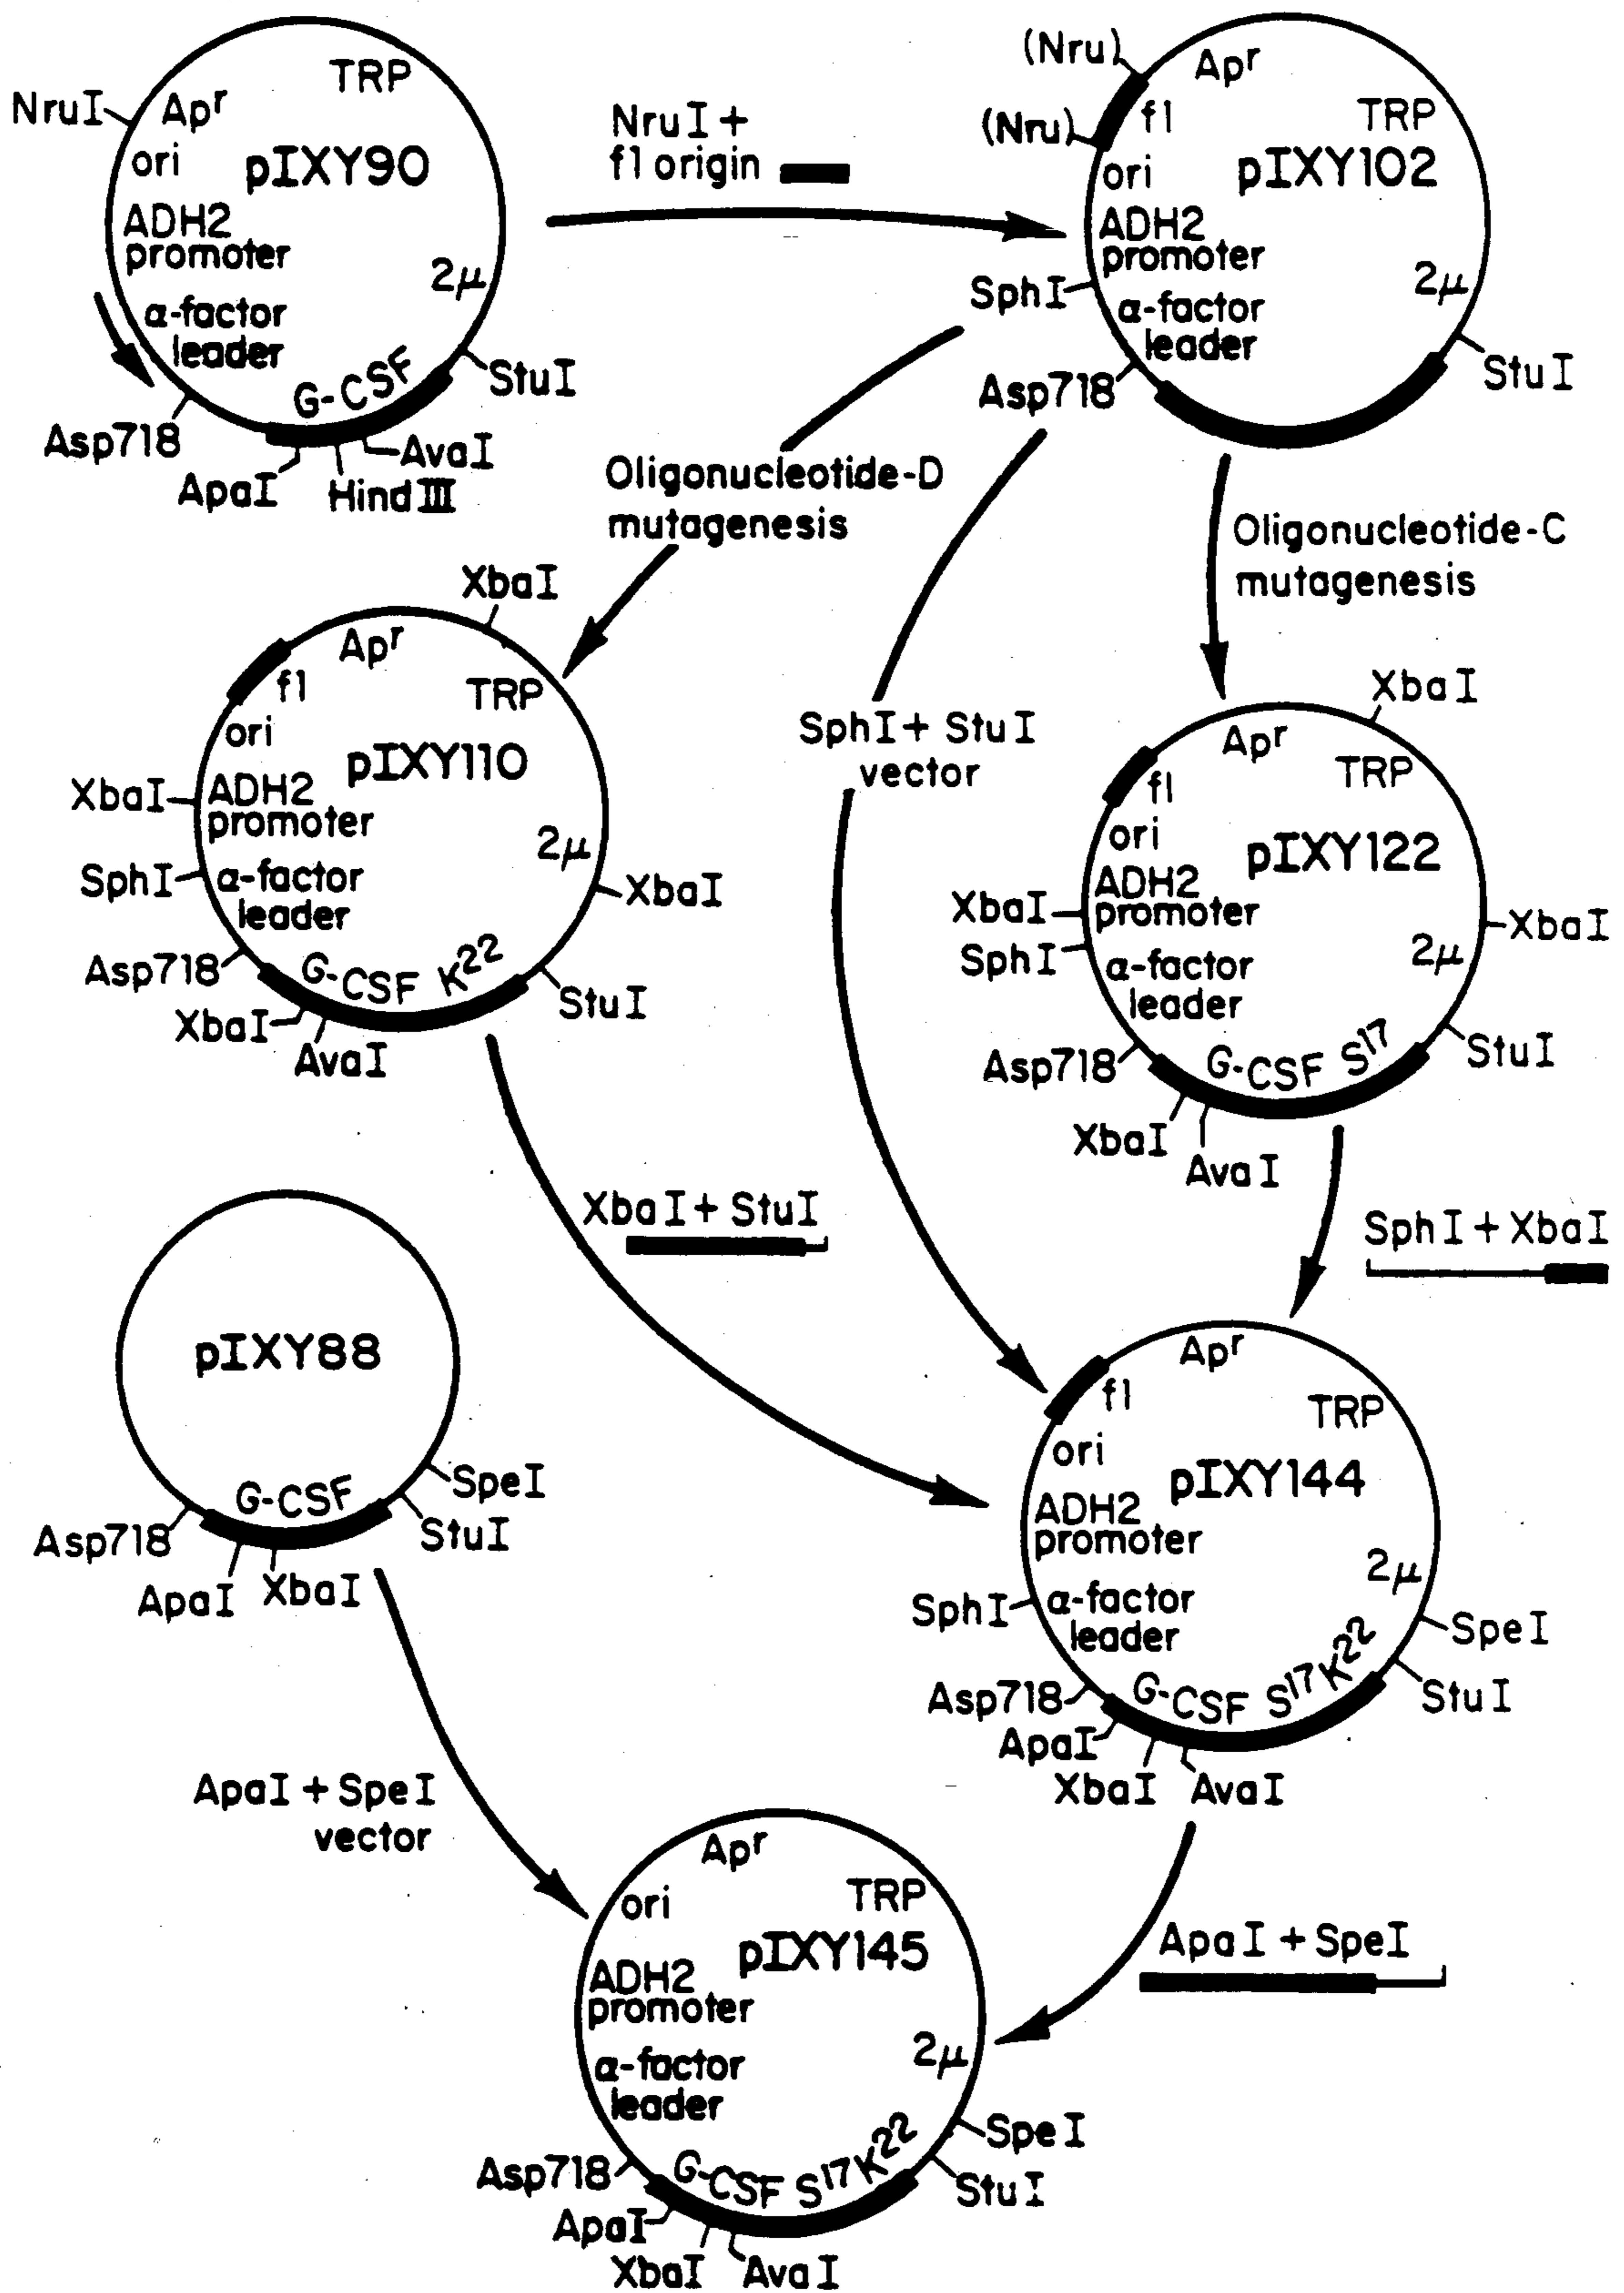 NruI
Apʳ
TRP
ori
pIXY90
ADH2
promoter
2μ
α-factor
leader
G-CSF
StuI
Asp718
AvaI
ApaI
HindIII
NruI +
f1 origin
(Nru)
(Nru)
Apʳ
f1
TRP
ori
pIXY102
ADH2
promoter
2μ
SphI
α-factor
leader
StuI
Asp718
Oligonucleotide-D
mutagenesis
Oligonucleotide-C
mutagenesis
XbaI
Apʳ
f1
TRP
ori
pIXY110
XbaI
ADH2
promoter
2μ
SphI
α-factor
leader
XbaI
Asp718
G-CSF K²²
StuI
XbaI
AvaI
SphI + StuI
vector
XbaI
Apʳ
f1
TRP
ori
pIXY122
ADH2
promoter
XbaI
XbaI
2μ
SphI
α-factor
leader
Asp718
G-CSF S¹⁷
StuI
XbaI
AvaI
XbaI + StuI
SphI + XbaI
pIXY88
G-CSF
SpeI
Asp718
StuI
ApaI
XbaI
Apʳ
f1
TRP
ori
pIXY144
ADH2
promoter
2μ
SphI
α-factor
leader
SpeI
Asp718
G-CSF S¹⁷K²²
StuI
ApaI
XbaI
AvaI
ApaI + SpeI
vector
ApaI + SpeI
Apʳ
ori
TRP
pIXY145
ADH2
promoter
2μ
α-factor
leader
SpeI
Asp718
G-CSF S¹⁷K²²
StuI
ApaI
XbaI
AvaI